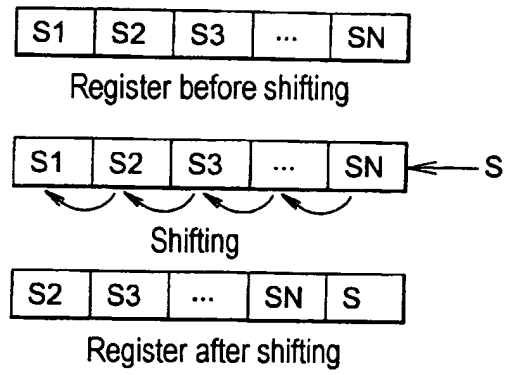 S1 S2 S3 ... SN
Register before shifting
S1 S2 S3 ... SN S
Shifting
S2 S3 ... SN S
Register after shifting